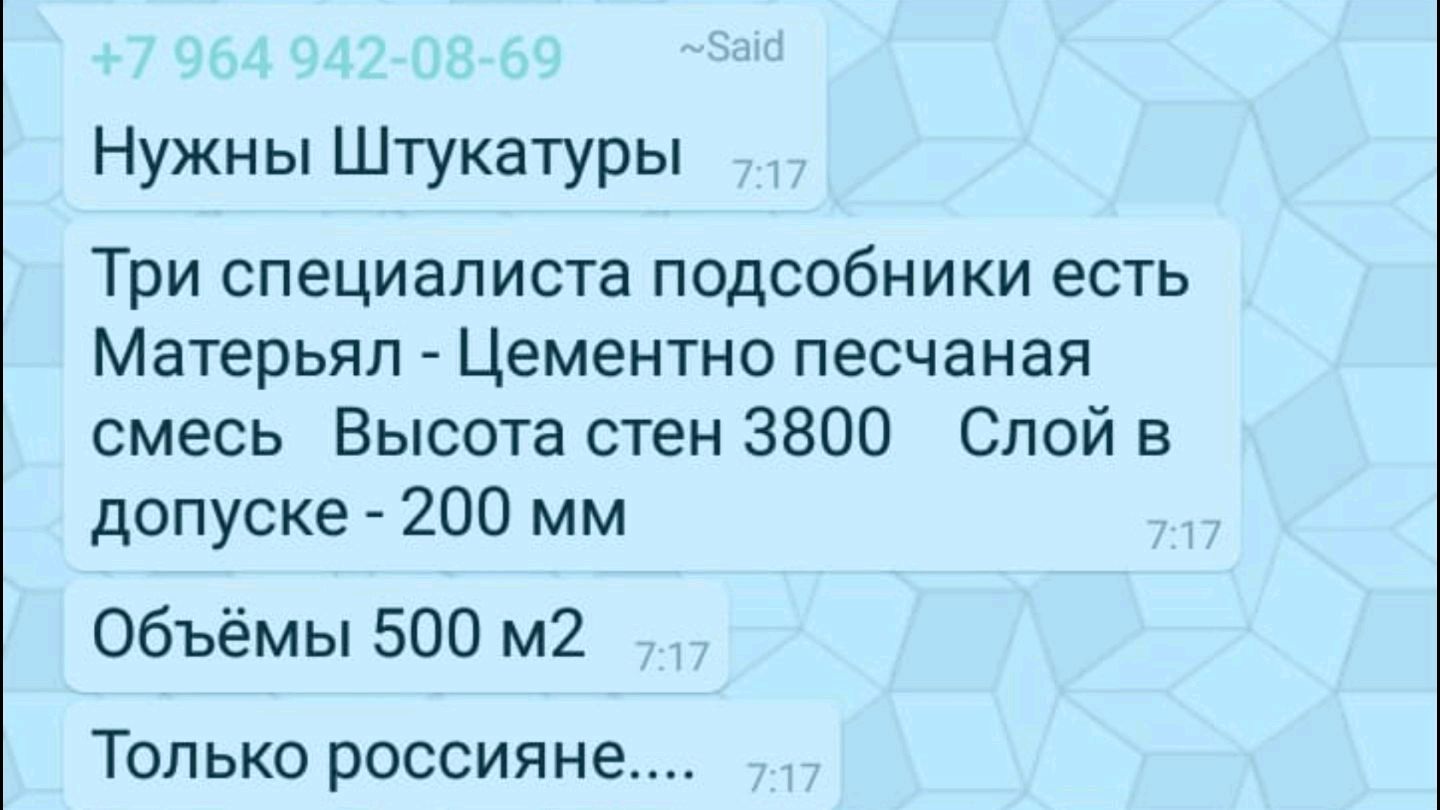 +7 964 942-08-69 ~Said
Нужны Штукатуры 7:17
Три специалиста подсобники есть
Матерьял - Цементно песчаная
смесь Высота стен 3800 Слой в
допуске - 200 мм 7:17
Объёмы 500 м2 7:17
Только россияне.... 7:17